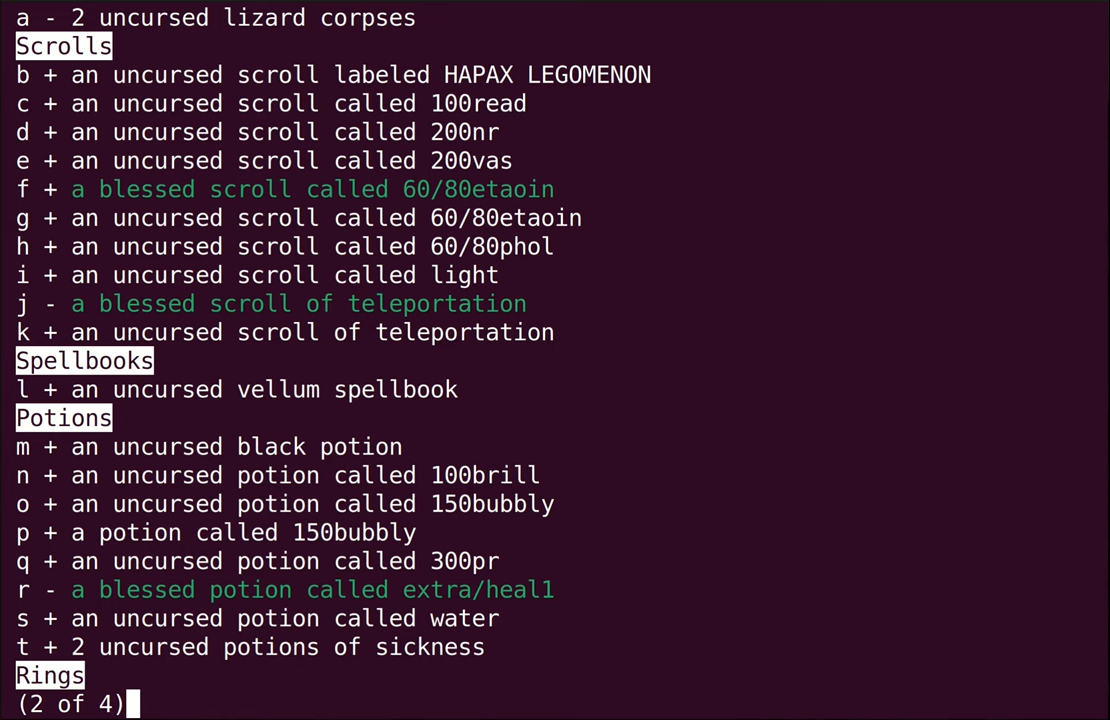 a - 2 uncursed lizard corpses
Scrolls
b + an uncursed scroll labeled HAPAX LEGOMENON
c + an uncursed scroll called 100read
d + an uncursed scroll called 200nr
e + an uncursed scroll called 200vas
f + a blessed scroll called 60/80etaoin
g + an uncursed scroll called 60/80etaoin
h + an uncursed scroll called 60/80phol
i + an uncursed scroll called light
j - a blessed scroll of teleportation
k + an uncursed scroll of teleportation
Spellbooks
l + an uncursed vellum spellbook
Potions
m + an uncursed black potion
n + an uncursed potion called 100brill
o + an uncursed potion called 150bubbly
p + a potion called 150bubbly
q + an uncursed potion called 300pr
r - a blessed potion called extra/heal1
s + an uncursed potion called water
t + 2 uncursed potions of sickness
Rings
(2 of 4)